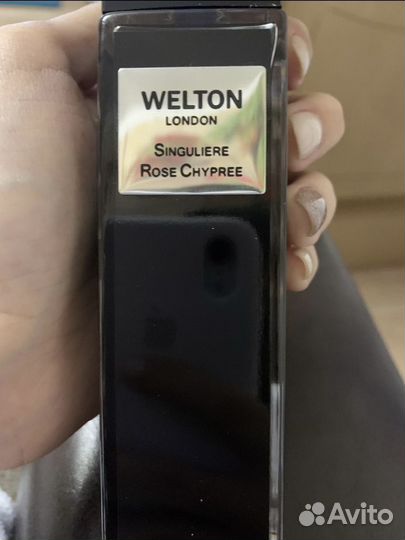 WELTON
LONDON
SINGULIERE
ROSE CHYPREE
Avito